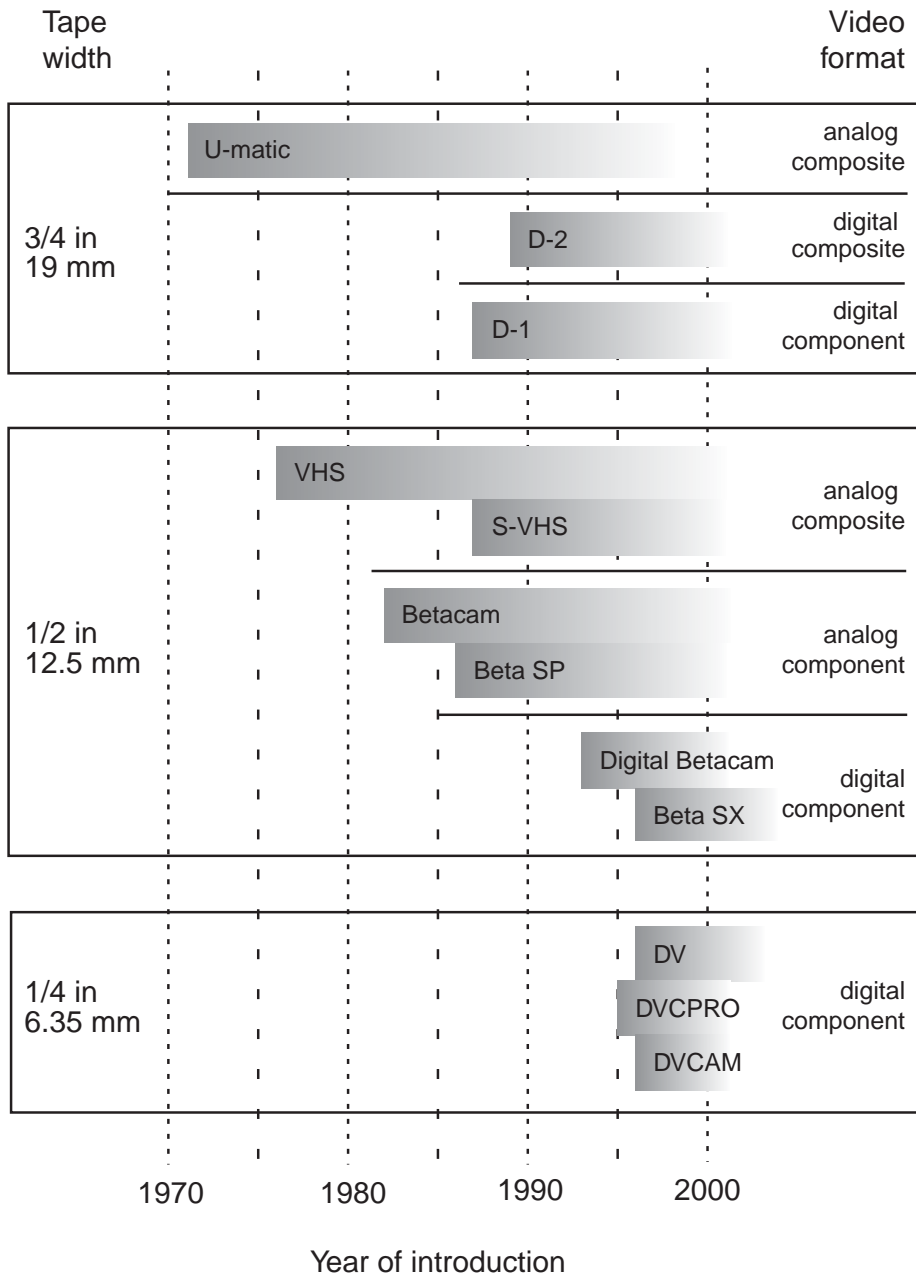 Tape
width
Video
format
3/4 in
19 mm
U-matic
analog
composite
D-2
digital
composite
D-1
digital
component
1/2 in
12.5 mm
VHS
S-VHS
analog
composite
Betacam
Beta SP
analog
component
Digital Betacam
Beta SX
digital
component
1/4 in
6.35 mm
DV
DVCPRO
DVCAM
digital
component
1970
1980
1990
2000
Year of introduction